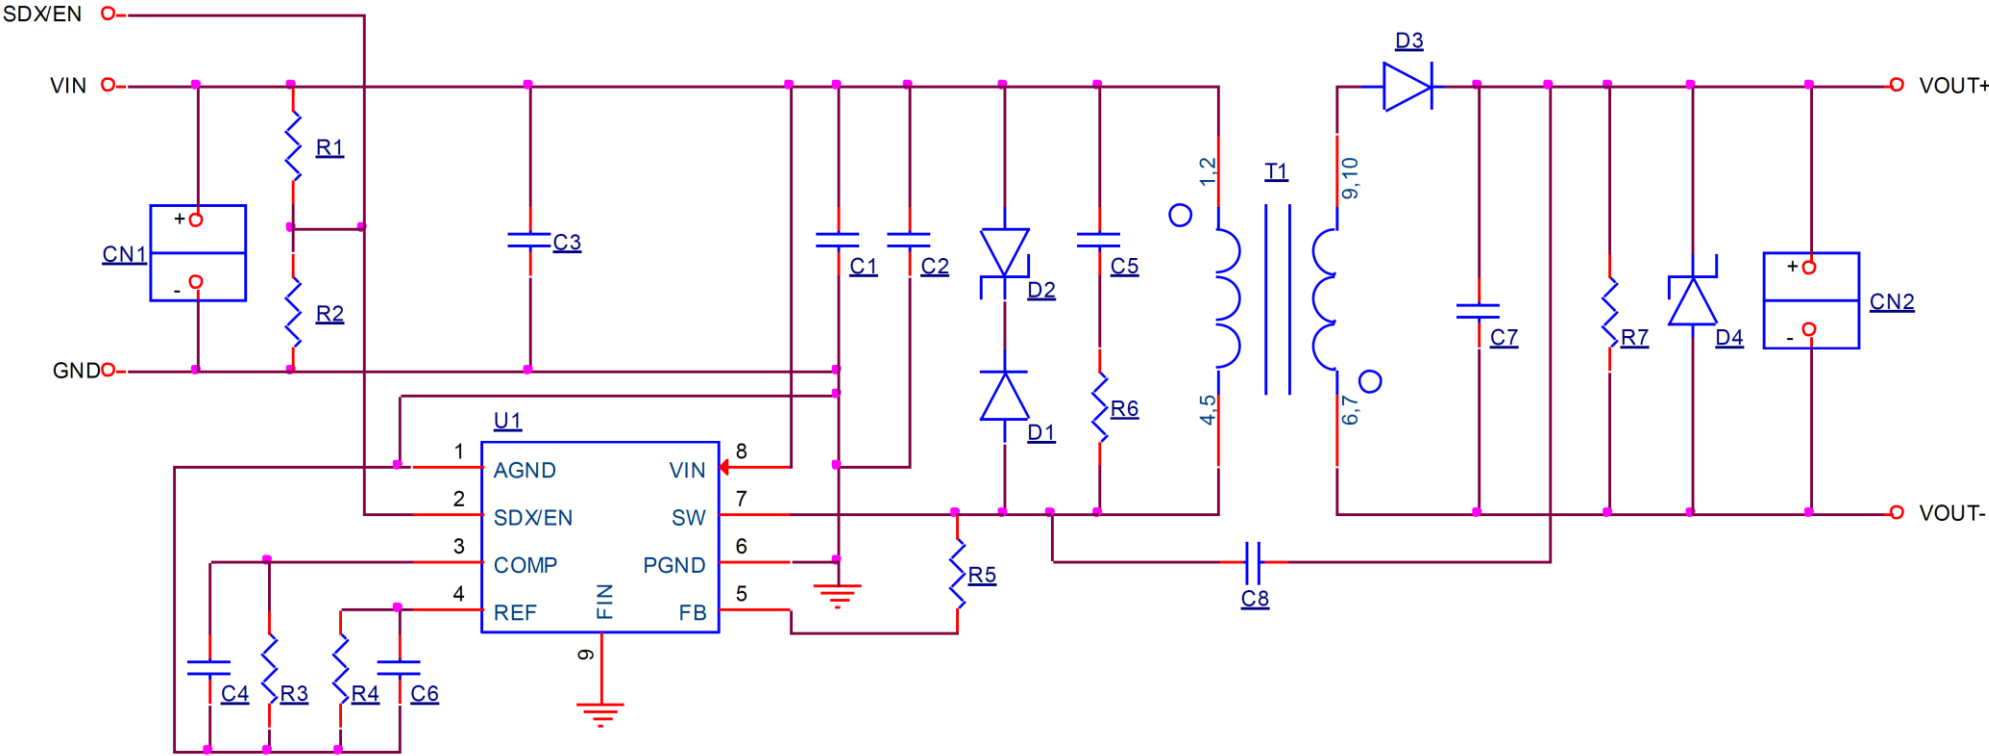 SDX/EN
VIN
D3
VOUT+
R1
1,2
T1
9,10
+
CN1
-
C3
C1
C2
C5
D2
R2
+
CN2
-
C7
R7
D4
GND
4,5
6,7
R6
D1
U1
1
AGND
VIN
8
2
SDX/EN
SW
7
VOUT-
3
COMP
PGND
6
R5
C8
4
REF
FIN
FB
5
9
C4
R3
R4
C6